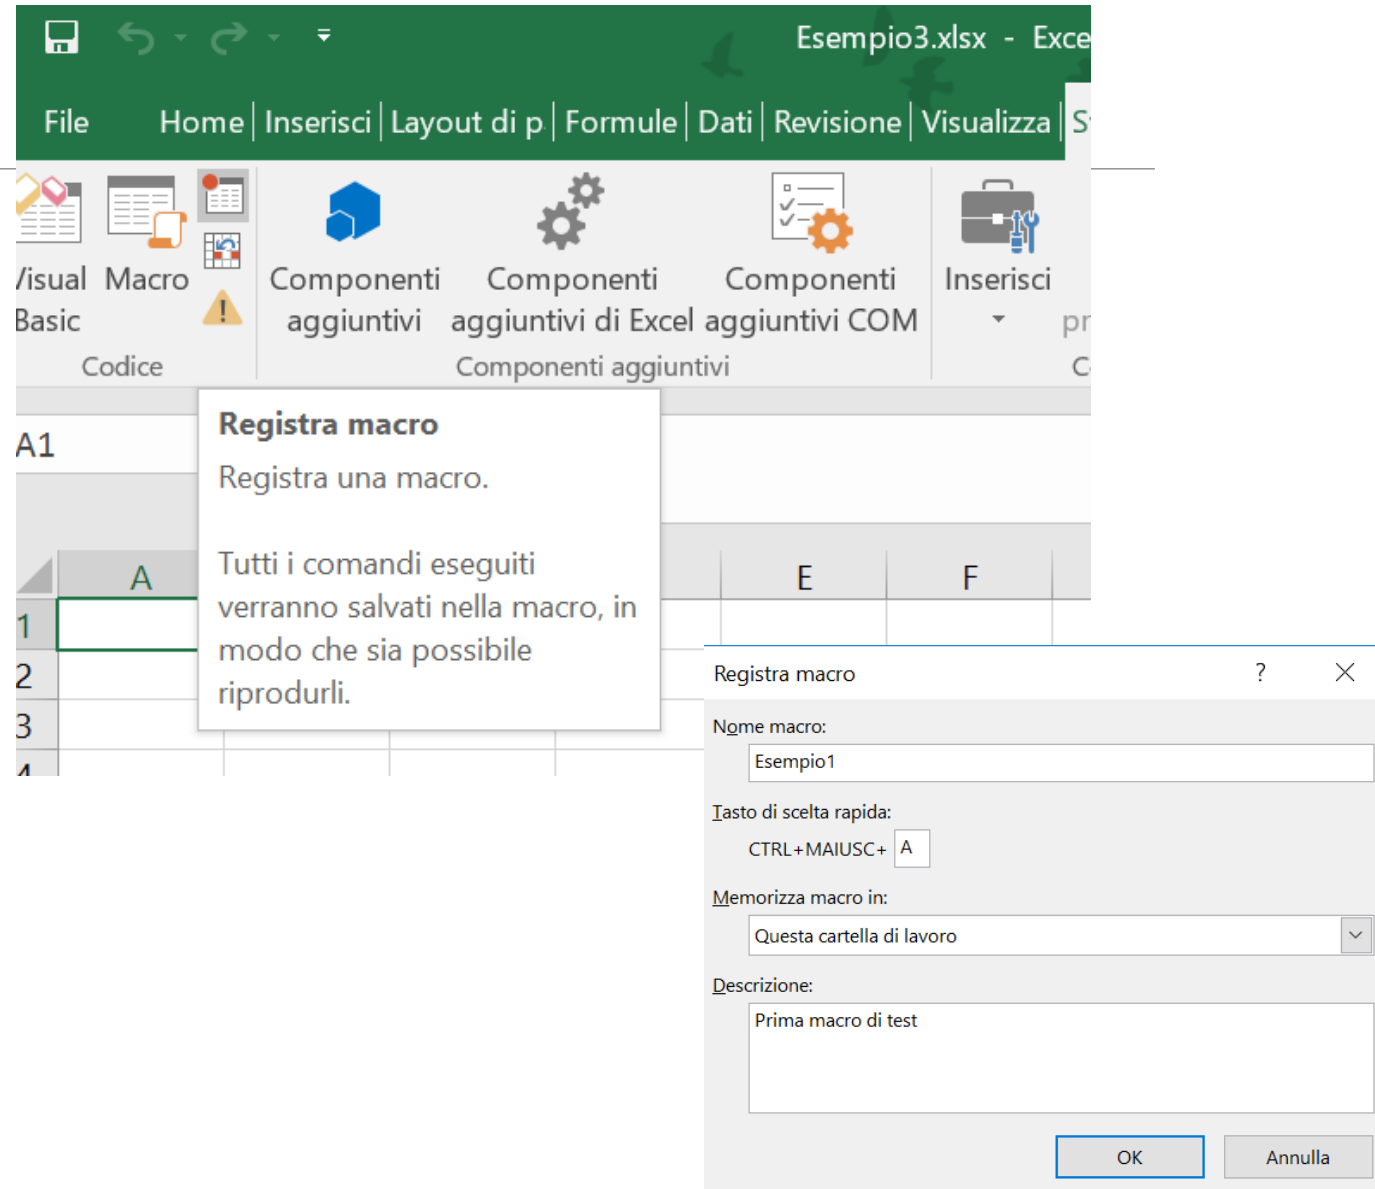 Esempio3.xlsx - Exce
File Home Inserisci Layout di p Formule Dati Revisione Visualizza S
Visual Basic
Macro
Componenti aggiuntivi
Componenti aggiuntivi di Excel
Componenti aggiuntivi COM
Inserisci
pr
Codice
Componenti aggiuntivi
C
A1
Registra macro
Registra una macro.
Tutti i comandi eseguiti
verranno salvati nella macro, in
modo che sia possibile
riprodurli.
A E F
1
2
3
4
Registra macro ?
Nome macro:
Esempio1
Tasto di scelta rapida:
CTRL+MAIUSC+ A
Memorizza macro in:
Questa cartella di lavoro
Descrizione:
Prima macro di test
OK Annulla